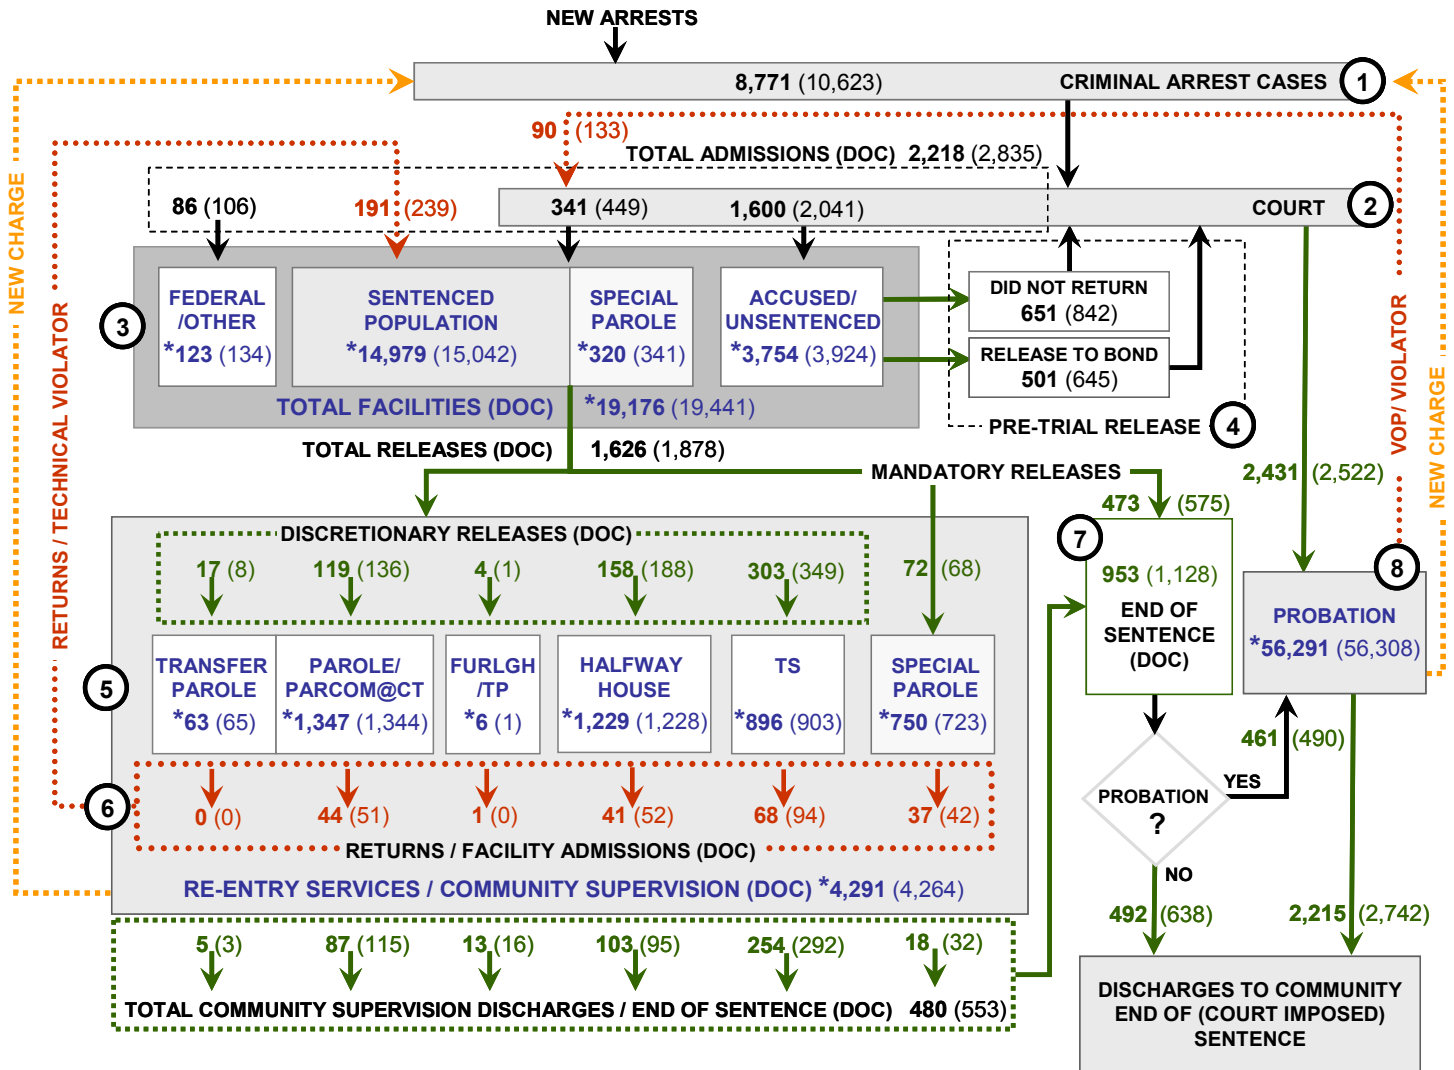 NEW ARRESTS
8,771 (10,623)
CRIMINAL ARREST CASES
1
90 (133)
TOTAL ADMISSIONS (DOC) 2,218 (2,835)
86 (106)
191 (239)
341 (449)
1,600 (2,041)
COURT
2
NEW CHARGE
RETURNS / TECHNICAL VIOLATOR
VOP/ VIOLATOR
NEW CHARGE
3
FEDERAL
/OTHER
*123 (134)
SENTENCED
POPULATION
*14,979 (15,042)
SPECIAL
PAROLE
*320 (341)
ACCUSED/
UNSENTENCED
*3,754 (3,924)
TOTAL FACILITIES (DOC) *19,176 (19,441)
DID NOT RETURN
651 (842)
RELEASE TO BOND
501 (645)
PRE-TRIAL RELEASE
4
TOTAL RELEASES (DOC) 1,626 (1,878)
MANDATORY RELEASES
2,431 (2,522)
473 (575)
DISCRETIONARY RELEASES (DOC)
17 (8)
119 (136)
4 (1)
158 (188)
303 (349)
72 (68)
5
TRANSFER
PAROLE
*63 (65)
PAROLE/
PARCOM@CT
*1,347 (1,344)
FURLGH
/TP
*6 (1)
HALFWAY
HOUSE
*1,229 (1,228)
TS
*896 (903)
SPECIAL
PAROLE
*750 (723)
7
953 (1,128)
END OF
SENTENCE
(DOC)
8
PROBATION
*56,291 (56,308)
6
0 (0)
44 (51)
1 (0)
41 (52)
68 (94)
37 (42)
RETURNS / FACILITY ADMISSIONS (DOC)
RE-ENTRY SERVICES / COMMUNITY SUPERVISION (DOC) *4,291 (4,264)
461 (490)
YES
PROBATION
?
NO
492 (638)
2,215 (2,742)
5 (3)
87 (115)
13 (16)
103 (95)
254 (292)
18 (32)
TOTAL COMMUNITY SUPERVISION DISCHARGES / END OF SENTENCE (DOC) 480 (553)
DISCHARGES TO COMMUNITY
END OF (COURT IMPOSED)
SENTENCE